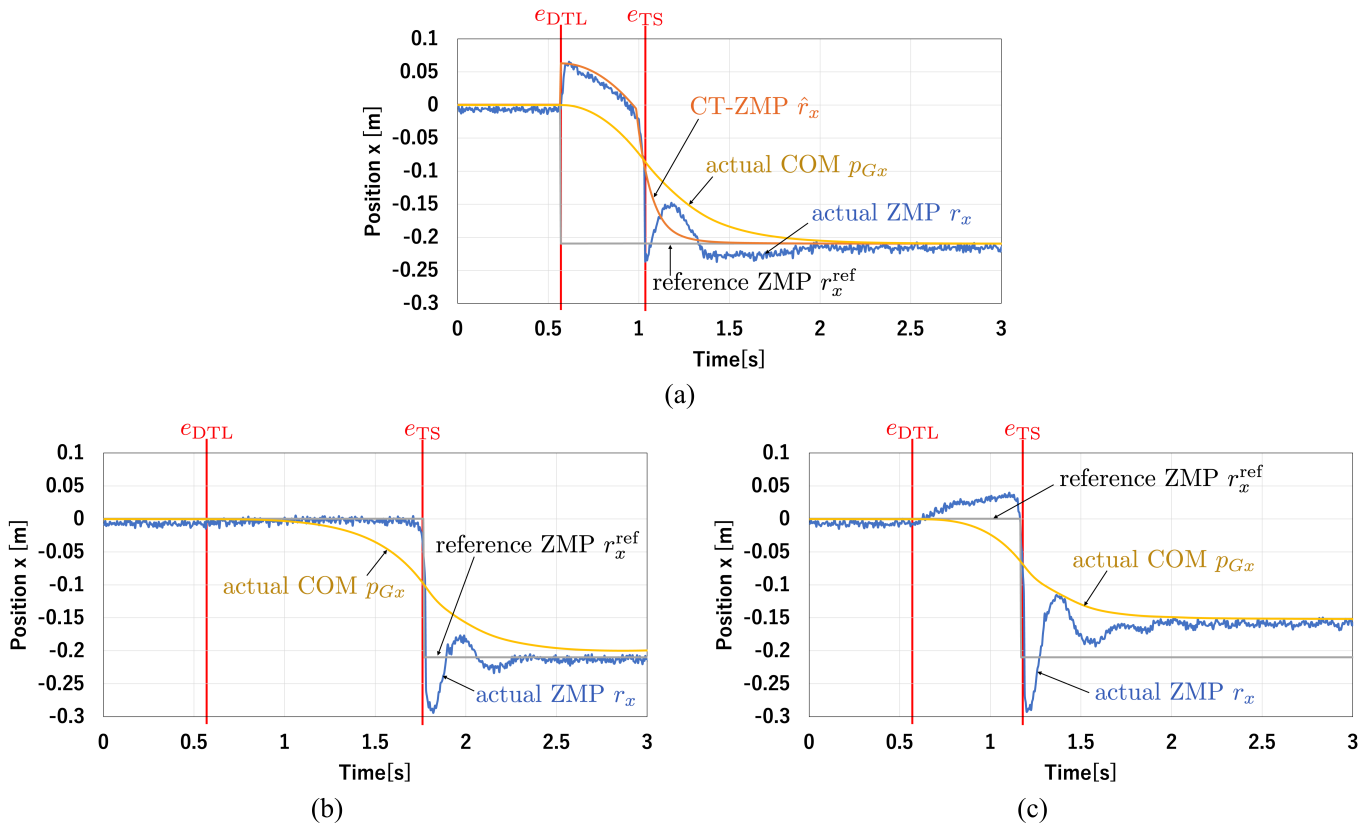 e_DTL e_TS
0.1
0.05
0
-0.05
-0.1
-0.15
-0.2
-0.25
-0.3
Position x [m]
CT-ZMP r̂_x
actual COM p_Gx
actual ZMP r_x
reference ZMP r_x^ref
0 0.5 1 1.5 2 2.5 3
Time[s]
(a)
e_DTL e_TS
0.1
0.05
0
-0.05
-0.1
-0.15
-0.2
-0.25
-0.3
Position x [m]
reference ZMP r_x^ref
actual COM p_Gx
actual ZMP r_x
0 0.5 1 1.5 2 2.5 3
Time[s]
(b)
e_DTL e_TS
0.1
0.05
0
-0.05
-0.1
-0.15
-0.2
-0.25
-0.3
Position x [m]
reference ZMP r_x^ref
actual COM p_Gx
actual ZMP r_x
0 0.5 1 1.5 2 2.5 3
Time[s]
(c)